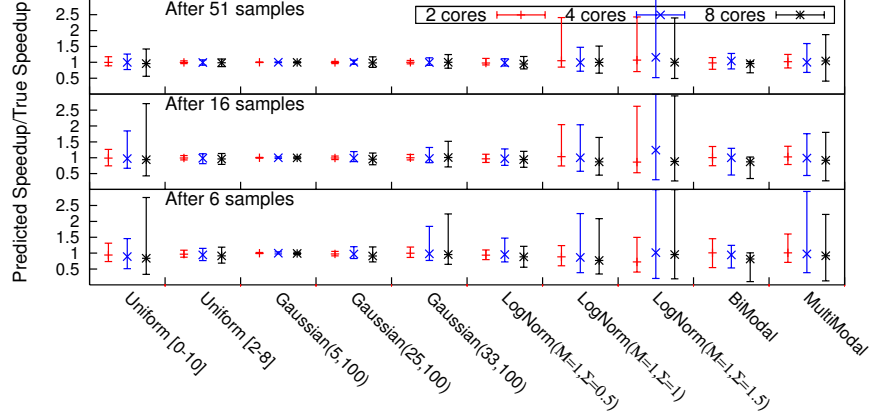 Predicted Speedup/True Speedup
After 51 samples
2 cores
4 cores
8 cores
2.5
2
1.5
1
0.5
After 16 samples
2.5
2
1.5
1
0.5
After 6 samples
2.5
2
1.5
1
0.5
Uniform [0-10]
Uniform [2-8]
Gaussian(5,100)
Gaussian(25,100)
Gaussian(33,100)
LogNorm(M=1,Σ=0.5)
LogNorm(M=1,Σ=1)
LogNorm(M=1,Σ=1.5)
BiModal
MultiModal